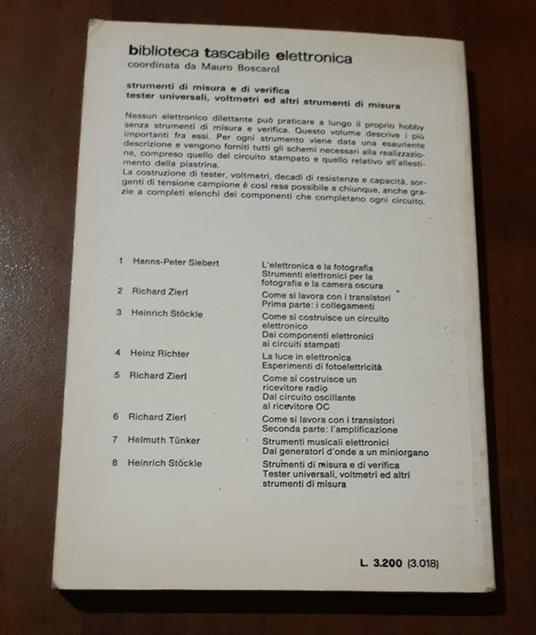 biblioteca tascabile elettronica
coordinata da Mauro Boscarol
strumenti di misura e di verifica
tester universali, voltmetri ed altri strumenti di misura
Nessun elettronico dilettante può praticare a lungo il proprio hobby
senza strumenti di misura e verifica. Questo volume descrive i più
importanti fra essi. Per ogni strumento viene data una esauriente
descrizione e vengono forniti tutti gli schemi necessari alla realizzazio-
ne, compreso quello del circuito stampato e quello relativo all'allesti-
mento della piastrina.
La costruzione di tester, voltmetri, decadi di resistenze e capacità, sor-
genti di tensione campione è così resa possibile a chiunque, anche gra-
zie a completi elenchi dei componenti che completano ogni circuito.
1 Hanns-Peter Siebert L'elettronica e la fotografia
Strumenti elettronici per la
fotografia e la camera oscura
2 Richard Zierl Come si lavora con i transistori
Prima parte: i collegamenti
3 Heinrich Stöckle Come si costruisce un circuito
elettronico
Dai componenti elettronici
ai circuiti stampati
4 Heinz Richter La luce in elettronica
Esperimenti di fotoelettricità
5 Richard Zierl Come si costruisce un
ricevitore radio
Dal circuito oscillante
al ricevitore OC
6 Richard Zierl Come si lavora con i transistori
Seconda parte: l'amplificazione
7 Helmuth Tünker Strumenti musicali elettronici
Dai generatori d'onde a un miniorgano
8 Heinrich Stöckle Strumenti di misura e di verifica
Tester universali, voltmetri ed altri
strumenti di misura
L. 3.200 (3.018)